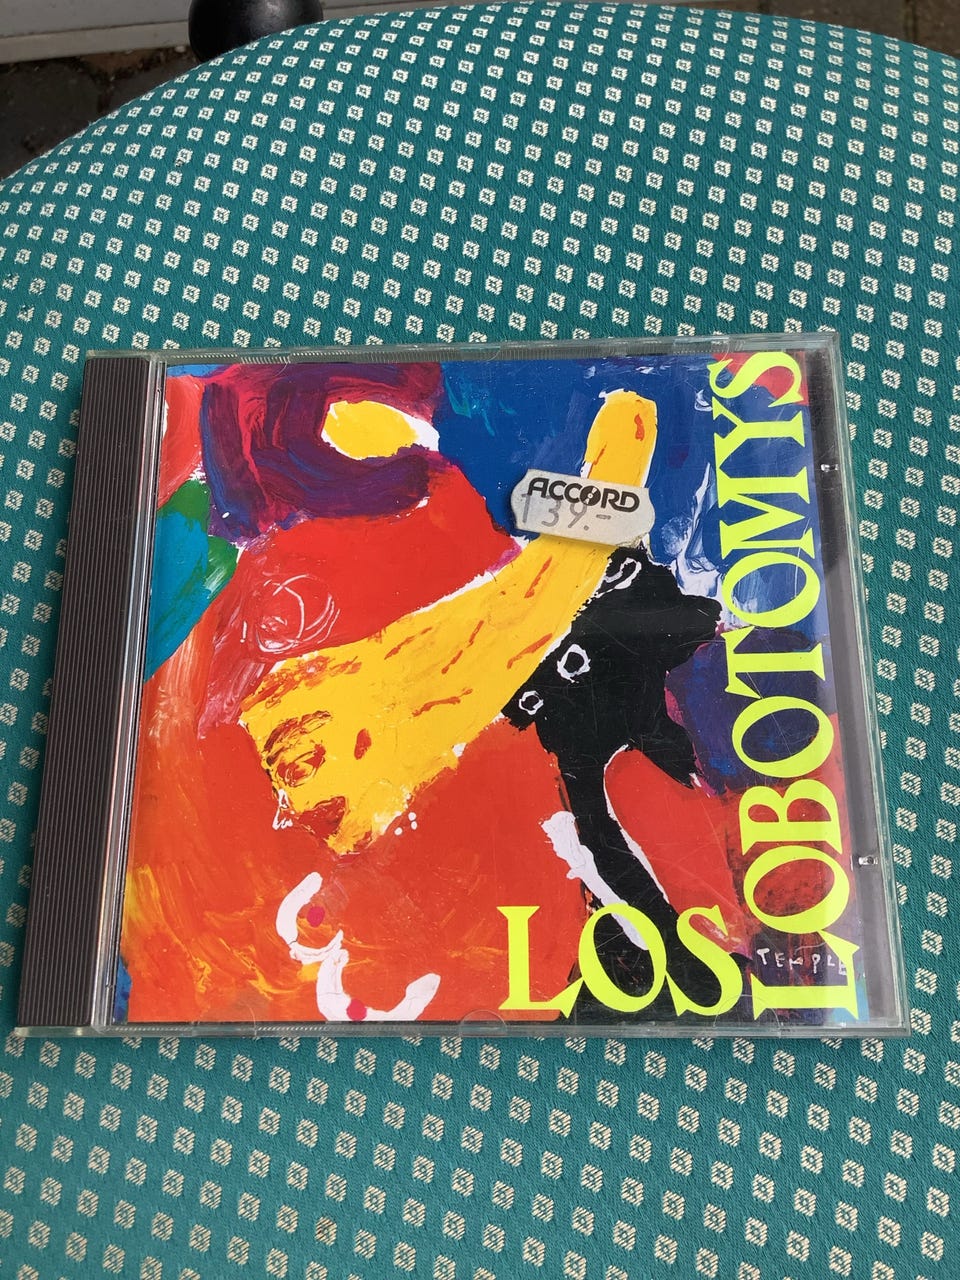 ACCORD
139.-
LOS
LOBOTOMYS
TEMPLE